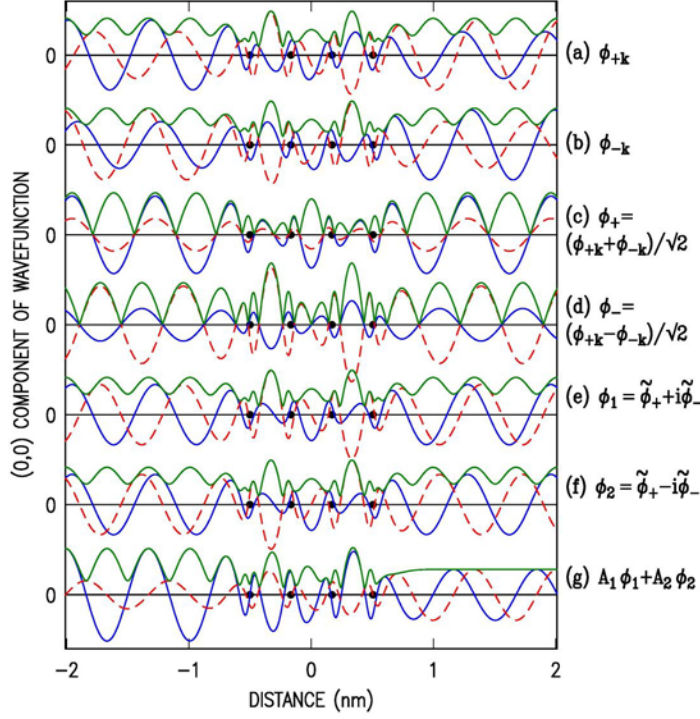 (0,0) COMPONENT OF WAVEFUNCTION
0
(a) ϕ+k
0
(b) ϕ−k
0
(c) ϕ+=
(ϕ+k+ϕ−k)/√2
0
(d) ϕ−=
(ϕ+k−ϕ−k)/√2
0
(e) ϕ1 = ϕ̃+ + iϕ̃−
0
(f) ϕ2 = ϕ̃+ − iϕ̃−
0
(g) A1 ϕ1 + A2 ϕ2
−2 −1 0 1 2
DISTANCE (nm)